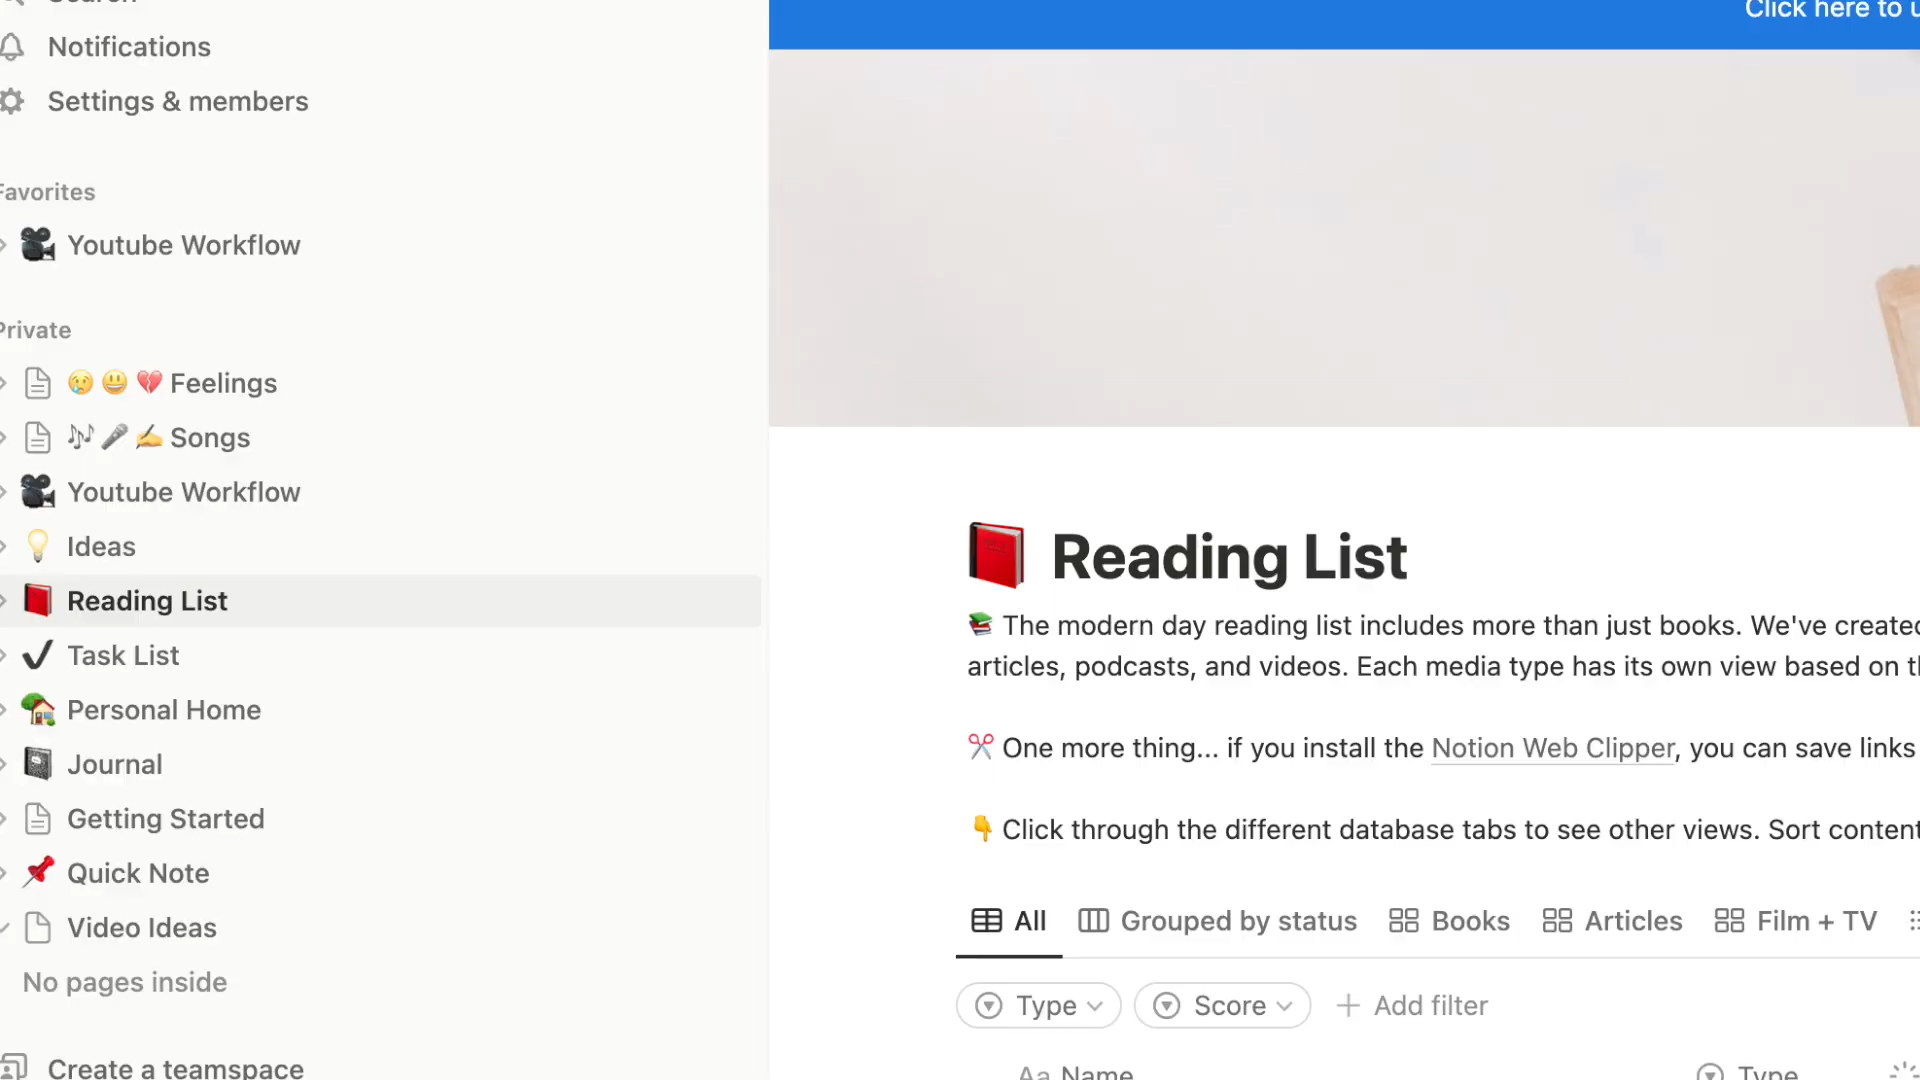 Search
Notifications
Settings & members
Favorites
Youtube Workflow
Private
😢 😃 💔 Feelings
🎶 🎤 ✍️ Songs
Youtube Workflow
Ideas
Reading List
Task List
Personal Home
Journal
Getting Started
Quick Note
Video Ideas
No pages inside
Create a teamspace
Click here to
Reading List
📚 The modern day reading list includes more than just books. We've created
articles, podcasts, and videos. Each media type has its own view based on
✂️ One more thing... if you install the Notion Web Clipper, you can save links
👇 Click through the different database tabs to see other views. Sort content
All Grouped by status Books Articles Film + TV
Type Score + Add filter
Aa Name Type